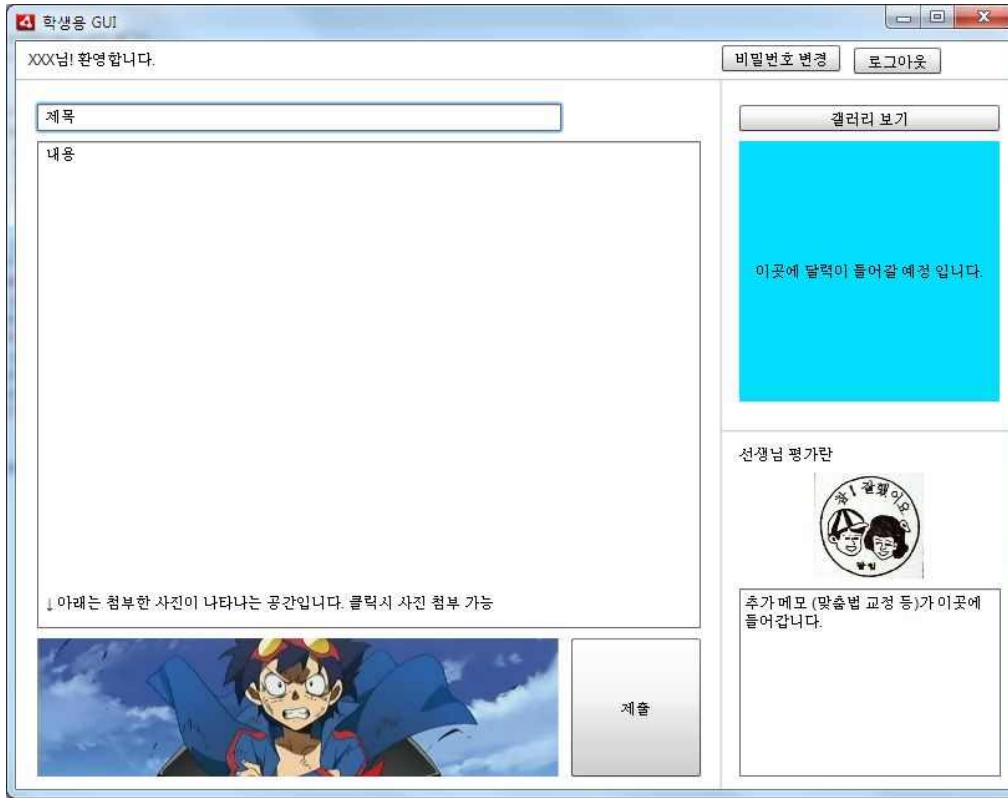 학생용 GUI
XXX님! 환영합니다.
비밀번호 변경
로그아웃
제목
갤러리 보기
내용
이곳에 달력이 들어갈 예정 입니다.
선생님 평가란
참! 잘했어요
↓ 아래는 첨부한 사진이 나타나는 공간입니다. 클릭시 사진 첨부 가능
추가 메모 (맞춤법 교정 등)가 이곳에
들어갑니다.
제출